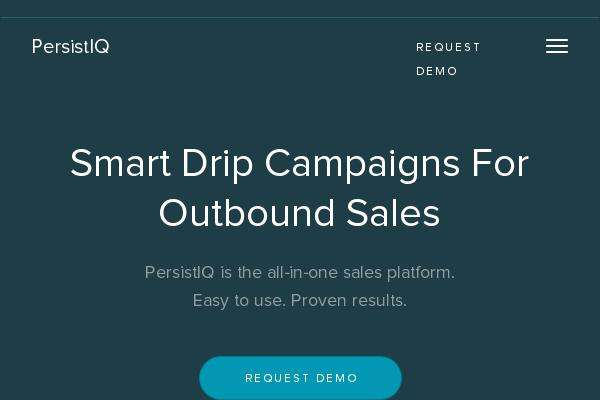 PersistIQ
REQUEST
DEMO
Smart Drip Campaigns For
Outbound Sales
PersistIQ is the all-in-one sales platform.
Easy to use. Proven results.
REQUEST DEMO